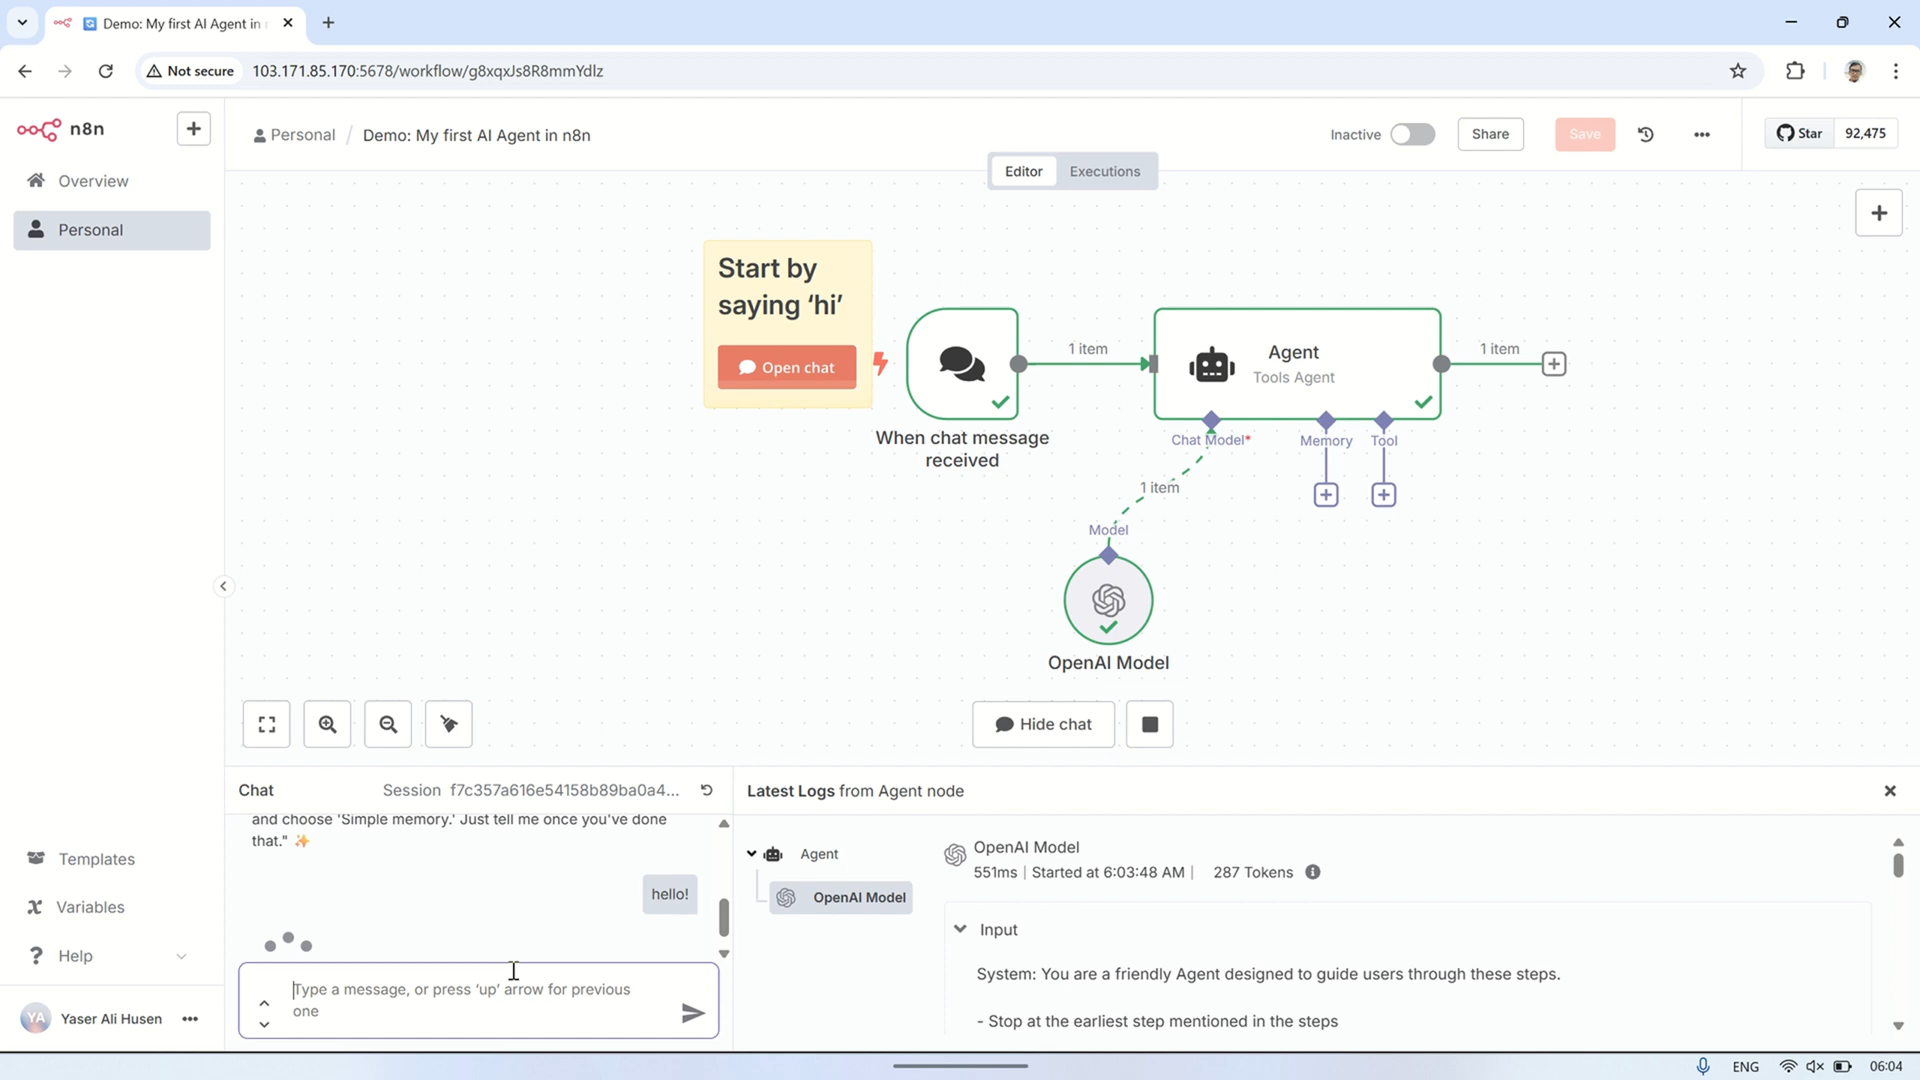 Demo: My first AI Agent in
Not secure
103.171.85.170:5678/workflow/g8xqxJs8R8mmYdlz
n8n
Personal / Demo: My first AI Agent in n8n
Inactive
Share
Save
Star
92,475
Editor
Executions
Overview
Personal
Start by
saying ‘hi’
Open chat
When chat message
received
1 item
Agent
Tools Agent
1 item
Chat Model*
Memory
Tool
1 item
Model
OpenAI Model
Hide chat
Templates
Variables
Help
YA
Yaser Ali Husen
Chat
Session f7c357a616e54158b89ba0a4...
and choose 'Simple memory.' Just tell me once you've done
that." ✨
hello!
Type a message, or press ‘up’ arrow for previous
one
Latest Logs from Agent node
Agent
OpenAI Model
OpenAI Model
551ms | Started at 6:03:48 AM | 287 Tokens
Input
System: You are a friendly Agent designed to guide users through these steps.
- Stop at the earliest step mentioned in the steps
ENG
06:04